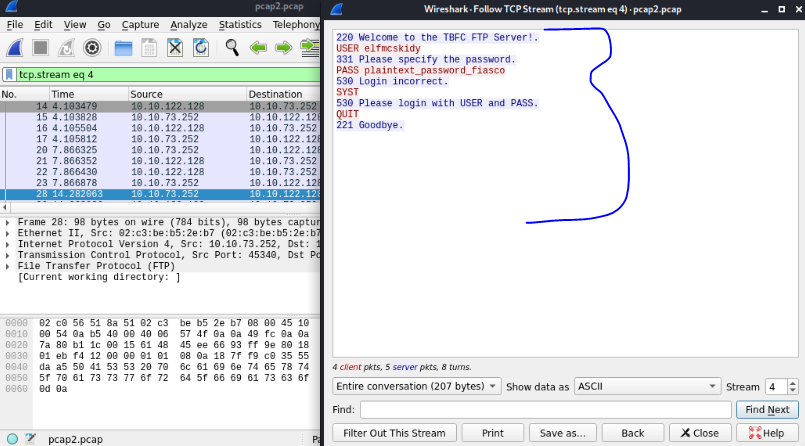 pcap2.pcap
File Edit View Go Capture Analyze Statistics Telephony
tcp.stream eq 4
No. Time Source Destination
14 4.103479 10.10.122.128 10.10.73.252
15 4.103828 10.10.73.252 10.10.122.128
16 4.105504 10.10.122.128 10.10.73.252
17 4.105812 10.10.73.252 10.10.122.128
20 7.866325 10.10.73.252 10.10.122.128
21 7.866352 10.10.122.128 10.10.73.252
22 7.866430 10.10.122.128 10.10.73.252
23 7.866878 10.10.73.252 10.10.122.128
28 14.282063 10.10.73.252 10.10.122.128
Frame 28: 98 bytes on wire (784 bits), 98 bytes captur
Ethernet II, Src: 02:c3:be:b5:2e:b7 (02:c3:be:b5:2e:b7
Internet Protocol Version 4, Src: 10.10.73.252, Dst: 1
Transmission Control Protocol, Src Port: 45340, Dst Po
File Transfer Protocol (FTP)
[Current working directory: ]
0000 02 c0 56 51 8a 51 02 c3 be b5 2e b7 08 00 45 10
0010 00 54 0a b5 40 00 40 06 57 4f 0a 0a 49 fc 0a 0a
0020 7a 80 b1 1c 00 15 61 48 45 ee 66 93 ff 9e 80 18
0030 01 eb f4 12 00 00 01 01 08 0a 18 7f f9 c0 35 55
0040 da a5 50 41 53 53 20 70 6c 61 69 6e 74 65 78 74
0050 5f 70 61 73 73 77 6f 72 64 5f 66 69 61 73 63 6f
0060 0d 0a
pcap2.pcap
Wireshark · Follow TCP Stream (tcp.stream eq 4) · pcap2.pcap
220 Welcome to the TBFC FTP Server!.
USER elfmcskidy
331 Please specify the password.
PASS plaintext_password_fiasco
530 Login incorrect.
SYST
530 Please login with USER and PASS.
QUIT
221 Goodbye.
4 client pkts, 5 server pkts, 8 turns.
Entire conversation (207 bytes) Show data as ASCII Stream 4
Find: Find Next
Filter Out This Stream Print Save as... Back Close Help